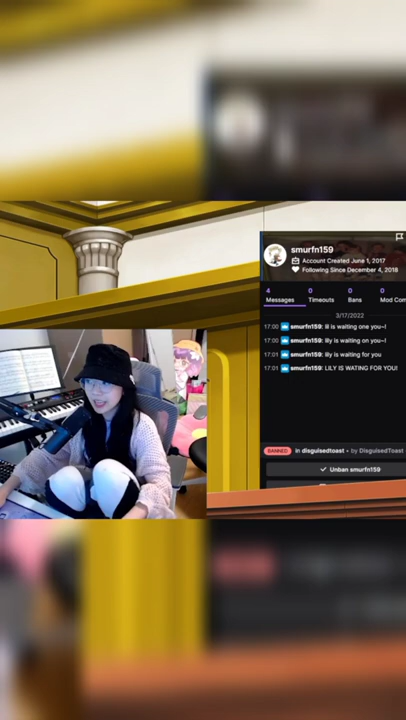 smurfn159
Account Created June 1, 2017
Following Since December 4, 2018
4 0 0 0
Messages Timeouts Bans Mod Com
3/17/2022
17:00 smurfn159: lil is waiting one you~!
17:00 smurfn159: lily is waiting on you~!
17:01 smurfn159: lily is waiting for you
17:01 smurfn159: LILY IS WATING FOR YOU!
BANNED in disguisedtoast • by DisguisedToast
Unban smurfn159